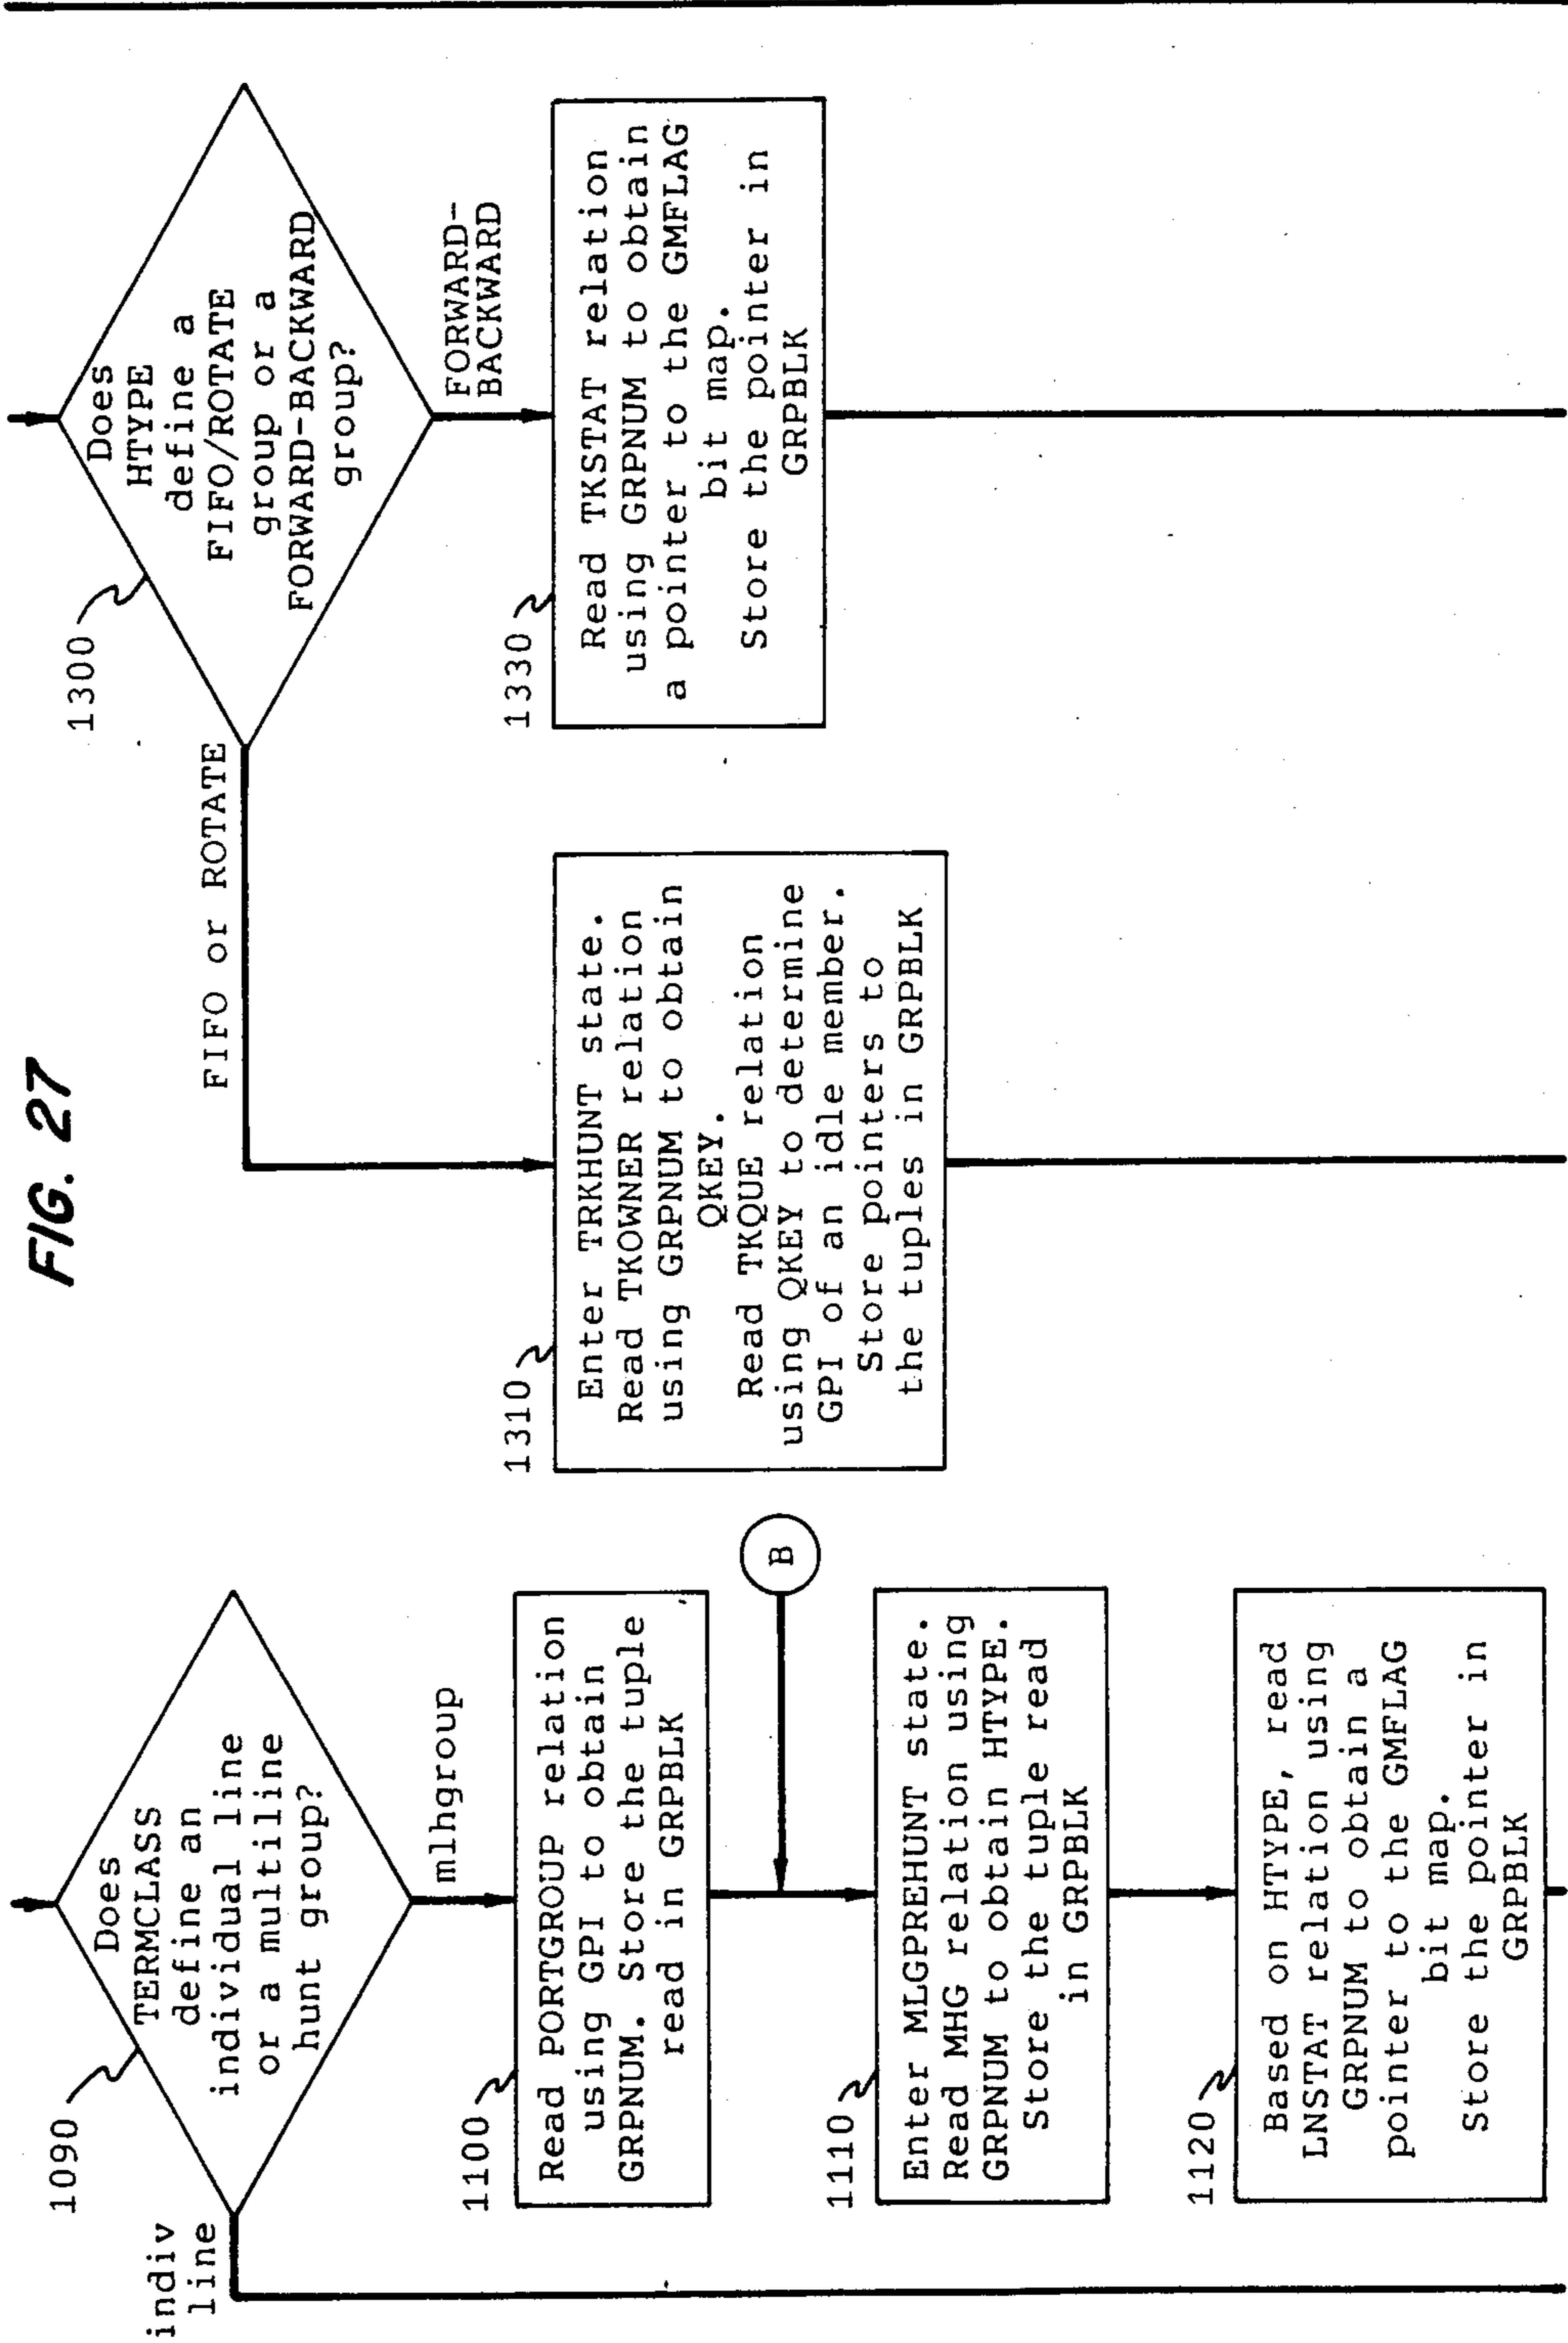 FIG. 27
indiv
line
1090
Does
TERMCLASS
define an
individual line
or a multiline
hunt group?
mlhgroup
1100
Read PORTGROUP relation
using GPI to obtain
GRPNUM. Store the tuple
read in GRPBLK
B
1110
Enter MLGPREHUNT state.
Read MHG relation using
GRPNUM to obtain HTYPE.
Store the tuple read
in GRPBLK
1120
Based on HTYPE, read
LNSTAT relation using
GRPNUM to obtain a
pointer to the GMFLAG
bit map.
Store the pointer in
GRPBLK
1300
Does
HTYPE
define a
FIFO/ROTATE
group or a
FORWARD-BACKWARD
group?
FIFO or ROTATE
FORWARD-
BACKWARD
1310
Enter TRKHUNT state.
Read TKOWNER relation
using GRPNUM to obtain
QKEY.
Read TKQUE relation
using QKEY to determine
GPI of an idle member.
Store pointers to
the tuples in GRPBLK
1330
Read TKSTAT relation
using GRPNUM to obtain
a pointer to the GMFLAG
bit map.
Store the pointer in
GRPBLK